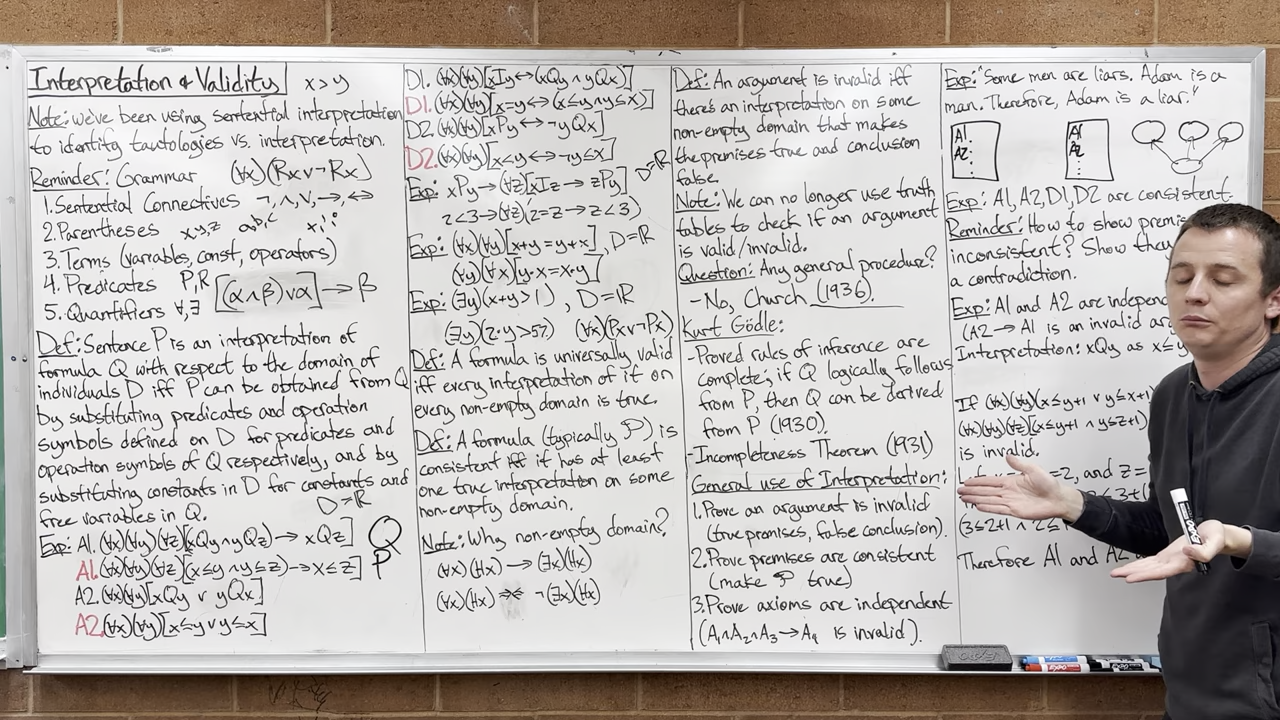 Interpretation & Validity x>y
Note: we've been using sentential interpretation
to identify tautologies vs. interpretation.
Reminder: Grammar (∀x)(Rx∨¬Rx)
1. Sentential Connectives ¬,∧,∨,→,↔
2. Parentheses x,y,z a,b,c
3. Terms (variables, const, operators)
4. Predicates P,R [(α∧β)∨α]→β
5. Quantifiers ∀,∃
Def: Sentence P is an interpretation of
formula Q with respect to the domain of
individuals D iff P can be obtained from Q
by substituting predicates and operation
symbols defined on D for predicates and
operation symbols of Q respectively, and by
substituting constants in D for constants and
free variables in Q. D=ℝ
Exp: A1. (∀x)(∀y)(∀z)[xQy∧yQz)→xQz] Q
A1. (∀x)(∀y)(∀z)[(x≤y∧y≤z)→x≤z] P
A2. (∀x)(∀y)[xQy∨yQx]
A2. (∀x)(∀y)[x≤y∨y≤x]
D1. (∀x)(∀y)[xIy↔(xQy∧yQx)]
D1. (∀x)(∀y)[x=y↔(x≤y∧y≤x)]
D2. (∀x)(∀y)[xPy↔¬yQx]
D2. (∀x)(∀y)[x<y↔¬y≤x]
Exp: xPy→(∀z)[xIz→zPy] D=ℝ
2<3→(∀z)(2=z→z<3)
Exp: (∀x)(∀y)[x+y=y+x], D=ℝ
(∀y)(∀x)[y·x=x·y]
Exp: (∃y)(x+y>1), D=ℝ
(∃y)(2·y>57) (∀x)(Px∨¬Px)
Def: A formula is universally valid
iff every interpretation of it on
every non-empty domain is true.
Def: A formula (typically P) is
consistent iff it has at least
one true interpretation on some
non-empty domain.
Note: Why non-empty domain?
(∀x)(Hx)→(∃x)(Hx)
(∀x)(Hx) ¬(∃x)(Hx)
Def: An argument is invalid iff
there's an interpretation on some
non-empty domain that makes
the premises true and conclusion
false.
Note: We can no longer use truth
tables to check if an argument
is valid/invalid.
Question: Any general procedure?
-No, Church (1936).
Kurt Gödle:
-Proved rules of inference are
complete; if Q logically follows
from P, then Q can be derived
from P (1930).
-Incompleteness Theorem (1931)
General use of Interpretation:
1. Prove an argument is invalid
(true premises, false conclusion).
2. Prove premises are consistent
(make P true)
3. Prove axioms are independent
(A₁∧A₂∧A₃→A₄ is invalid).
Exp: "Some men are liars. Adam is a
man. Therefore, Adam is a liar."
A1. A1.
A2. A2.
Exp: A1, A2, D1, D2 are consistent.
Reminder: How to show
inconsistent? Show they
a contradiction.
Exp: A1 and A2 are
(A2→A1 is an invalid
Interpretation: xQy as
If (∀x)(∀y)(x≤y+1∨y≤x+1)
(∀x)(∀y)(∀z)[(x≤y+1∧y≤z+1)
is invalid.
=2, and z=
(3≤2+1∧2≤
Therefore A1 and A2